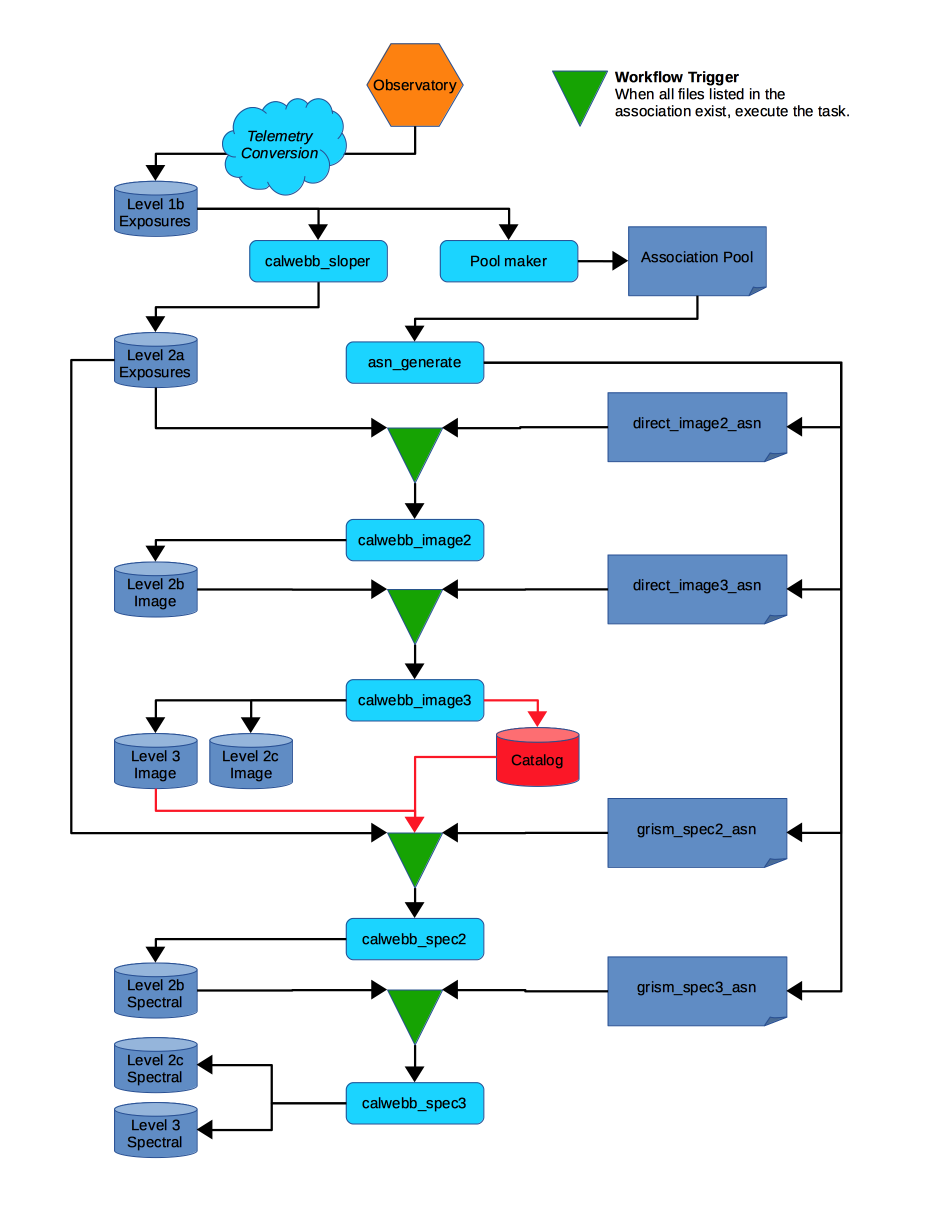 Observatory
Workflow Trigger
When all files listed in the
association exist, execute the task.
Telemetry
Conversion
Level 1b
Exposures
calwebb_sloper
Pool maker
Association Pool
Level 2a
Exposures
asn_generate
direct_image2_asn
calwebb_image2
Level 2b
Image
direct_image3_asn
calwebb_image3
Level 3
Image
Level 2c
Image
Catalog
grism_spec2_asn
calwebb_spec2
Level 2b
Spectral
grism_spec3_asn
Level 2c
Spectral
calwebb_spec3
Level 3
Spectral